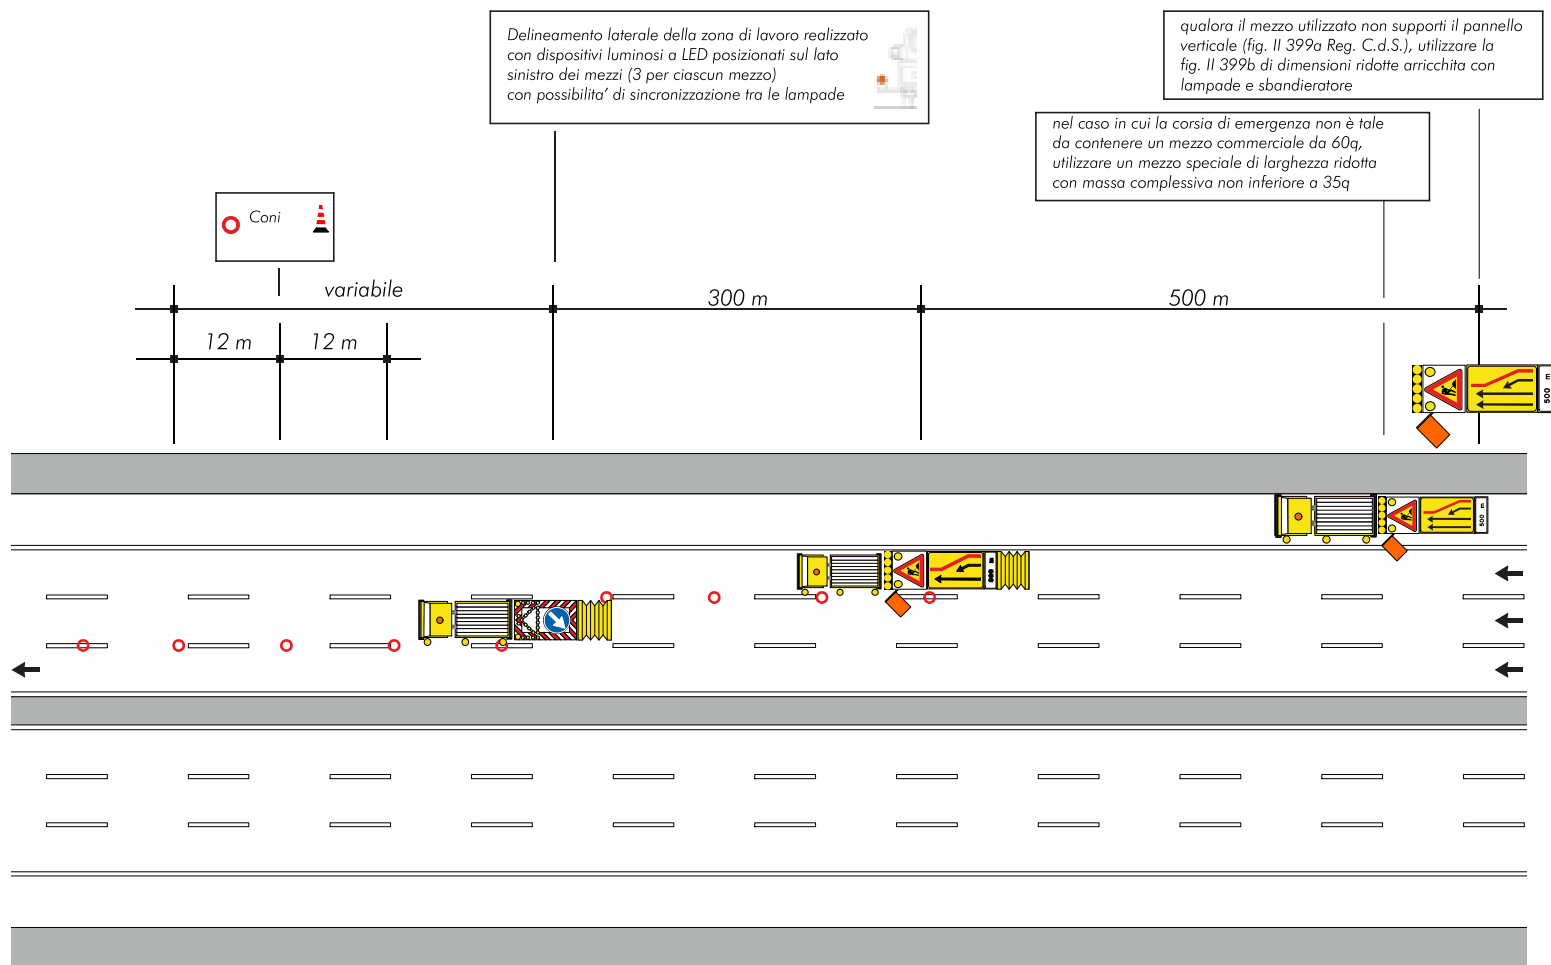 Delineamento laterale della zona di lavoro realizzato
con dispositivi luminosi a LED posizionati sul lato
sinistro dei mezzi (3 per ciascun mezzo)
con possibilita’ di sincronizzazione tra le lampade
qualora il mezzo utilizzato non supporti il pannello
verticale (fig. II 399a Reg. C.d.S.), utilizzare la
fig. II 399b di dimensioni ridotte arricchita con
lampade e sbandieratore
nel caso in cui la corsia di emergenza non è tale
da contenere un mezzo commerciale da 60q,
utilizzare un mezzo speciale di larghezza ridotta
con massa complessiva non inferiore a 35q
Coni
variabile
300 m
500 m
12 m
12 m
500 m
500 m